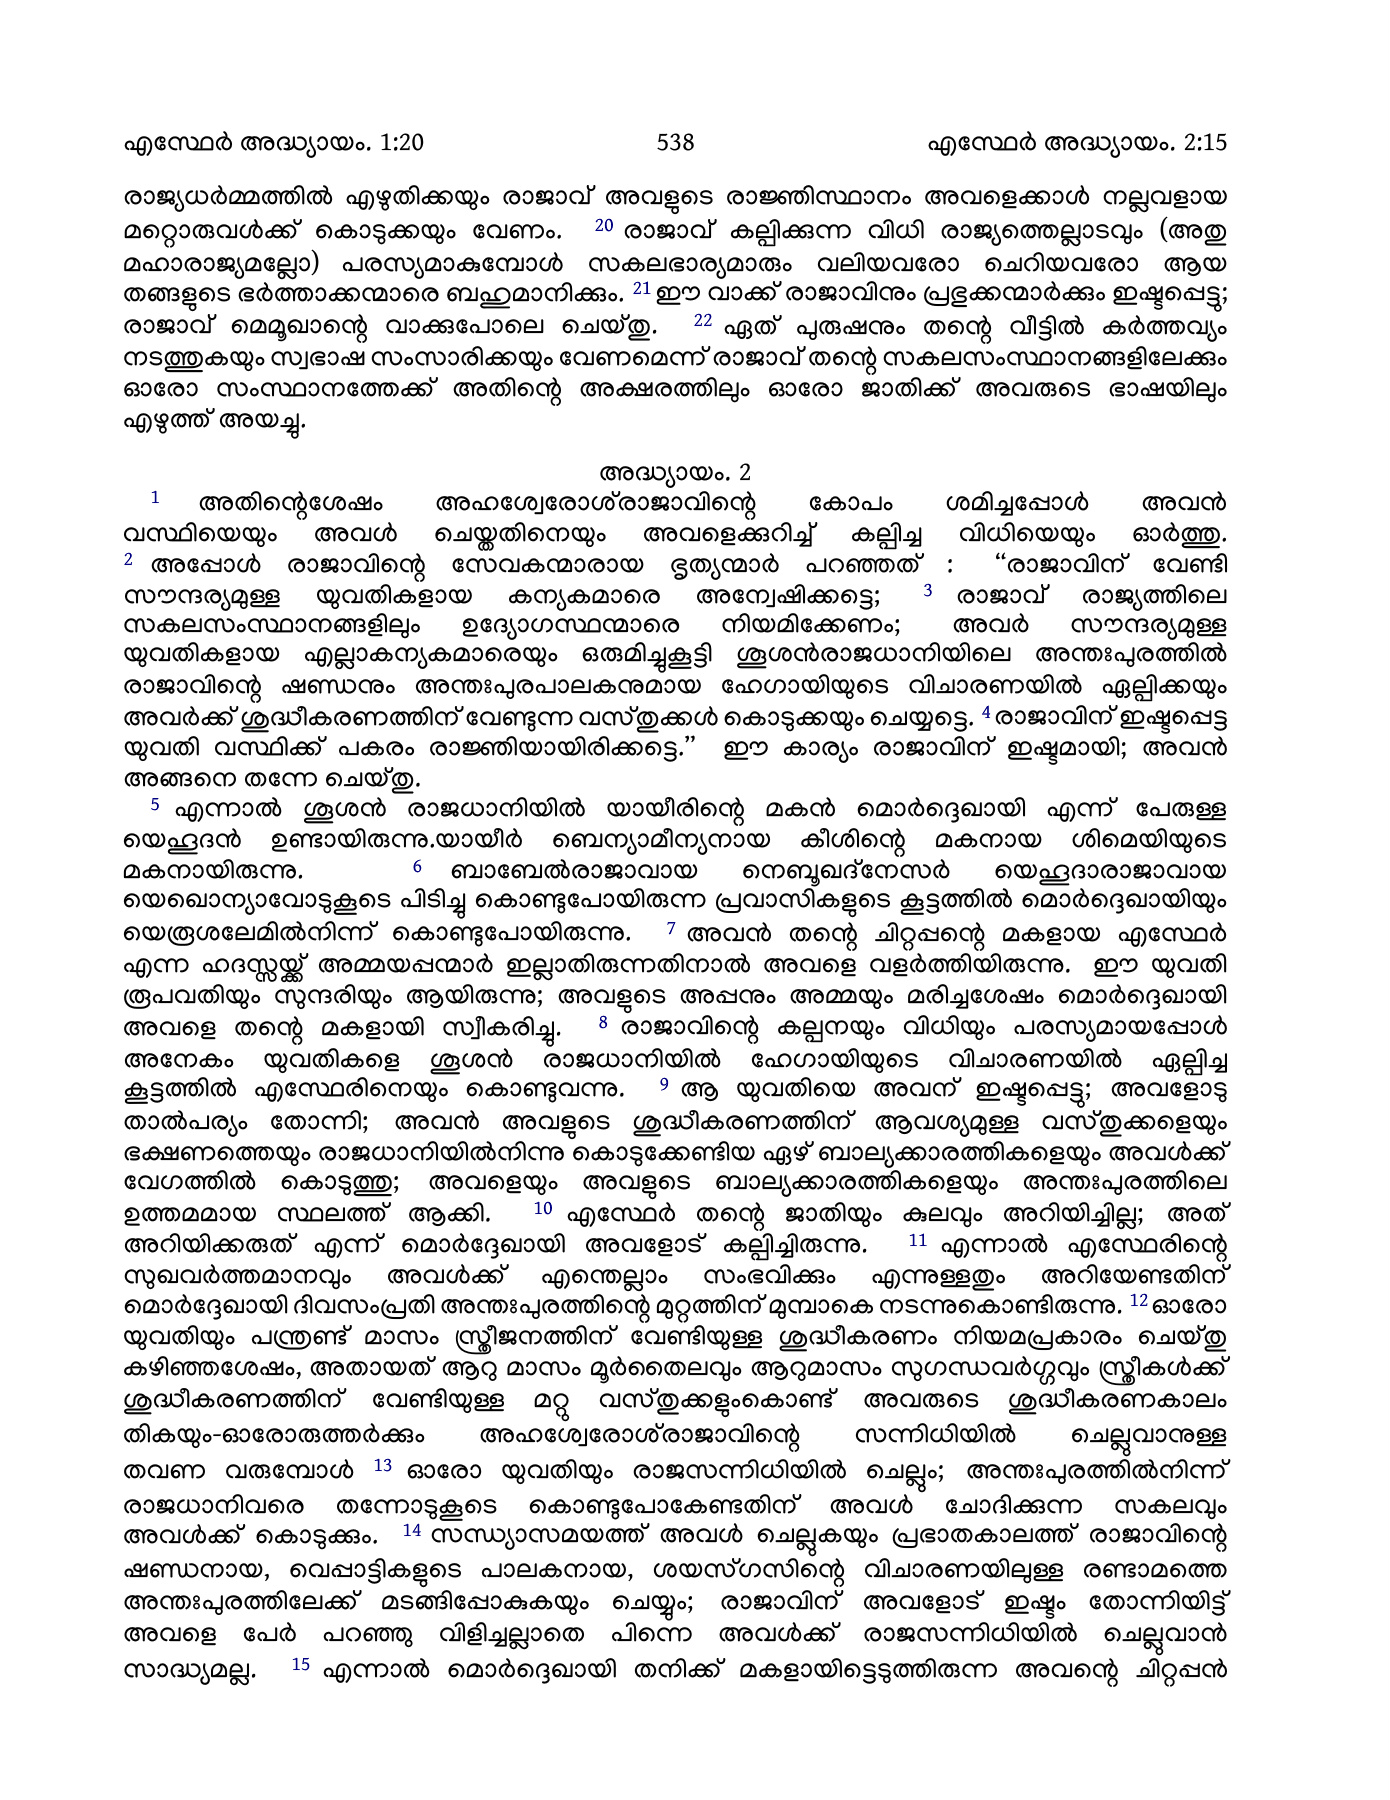 എസ്ഥേർ അദ്ധ്യായം. 1:20 538 എസ്ഥേർ അദ്ധ്യായം. 2:15
രാജ്യധർമ്മത്തിൽ എഴുതിക്കയും രാജാവ് അവളുടെ രാജ്ഞിസ്ഥാനം അവളെക്കാൾ നല്ലവളായ
മറ്റൊരുവൾക്ക് കൊടുക്കയും വേണം. 20 രാജാവ് കല്പിക്കുന്ന വിധി രാജ്യത്തെല്ലാടവും (അതു
മഹാരാജ്യമല്ലോ) പരസ്യമാകുമ്പോൾ സകലഭാര്യമാരും വലിയവരോ ചെറിയവരോ ആയ
തങ്ങളുടെ ഭർത്താക്കന്മാരെ ബഹുമാനിക്കും. 21 ഈ വാക്ക് രാജാവിനും പ്രഭുക്കന്മാർക്കും ഇഷ്ടപ്പെട്ടു;
രാജാവ് മെമൂഖാന്റെ വാക്കുപോലെ ചെയ്തു. 22 ഏത് പുരുഷനും തന്റെ വീട്ടിൽ കർത്തവ്യം
നടത്തുകയും സ്വഭാഷ സംസാരിക്കയും വേണമെന്ന് രാജാവ് തന്റെ സകലസംസ്ഥാനങ്ങളിലേക്കും
ഓരോ സംസ്ഥാനത്തേക്ക് അതിന്റെ അക്ഷരത്തിലും ഓരോ ജാതിക്ക് അവരുടെ ഭാഷയിലും
എഴുത്ത് അയച്ചു.
അദ്ധ്യായം. 2
1 അതിന്റെശേഷം അഹശ്വേരോശ്‌രാജാവിന്റെ കോപം ശമിച്ചപ്പോൾ അവൻ
വസ്ഥിയെയും അവൾ ചെയ്തതിനെയും അവളെക്കുറിച്ച് കല്പിച്ച വിധിയെയും ഓർത്തു.
2 അപ്പോൾ രാജാവിന്റെ സേവകന്മാരായ ഭൃത്യന്മാർ പറഞ്ഞത് : “രാജാവിന് വേണ്ടി
സൗന്ദര്യമുള്ള യുവതികളായ കന്യകമാരെ അന്വേഷിക്കട്ടെ; 3 രാജാവ് രാജ്യത്തിലെ
സകലസംസ്ഥാനങ്ങളിലും ഉദ്യോഗസ്ഥന്മാരെ നിയമിക്കേണം; അവർ സൗന്ദര്യമുള്ള
യുവതികളായ എല്ലാകന്യകമാരെയും ഒരുമിച്ചുകൂട്ടി ശൂശൻരാജധാനിയിലെ അന്തഃപുരത്തിൽ
രാജാവിന്റെ ഷണ്ഡനും അന്തഃപുരപാലകനുമായ ഹേഗായിയുടെ വിചാരണയിൽ ഏല്പിക്കയും
അവർക്ക് ശുദ്ധീകരണത്തിന് വേണ്ടുന്ന വസ്തുക്കൾ കൊടുക്കയും ചെയ്യട്ടെ. 4 രാജാവിന് ഇഷ്ടപ്പെട്ട
യുവതി വസ്ഥിക്ക് പകരം രാജ്ഞിയായിരിക്കട്ടെ.” ഈ കാര്യം രാജാവിന് ഇഷ്ടമായി; അവൻ
അങ്ങനെ തന്നേ ചെയ്തു.
5 എന്നാൽ ശൂശൻ രാജധാനിയിൽ യായീരിന്റെ മകൻ മൊർദ്ദെഖായി എന്ന് പേരുള്ള
യെഹൂദൻ ഉണ്ടായിരുന്നു.യായീർ ബെന്യാമീന്യനായ കീശിന്റെ മകനായ ശിമെയിയുടെ
മകനായിരുന്നു. 6 ബാബേൽരാജാവായ നെബൂഖദ്‌നേസർ യെഹൂദാരാജാവായ
യെഖൊന്യാവോടുകൂടെ പിടിച്ചു കൊണ്ടുപോയിരുന്ന പ്രവാസികളുടെ കൂട്ടത്തിൽ മൊർദ്ദെഖായിയും
യെരൂശലേമിൽനിന്ന് കൊണ്ടുപോയിരുന്നു. 7 അവൻ തന്റെ ചിറ്റപ്പന്റെ മകളായ എസ്ഥേർ
എന്ന ഹദസ്സയ്ക്ക് അമ്മയപ്പന്മാർ ഇല്ലാതിരുന്നതിനാൽ അവളെ വളർത്തിയിരുന്നു. ഈ യുവതി
രൂപവതിയും സുന്ദരിയും ആയിരുന്നു; അവളുടെ അപ്പനും അമ്മയും മരിച്ചശേഷം മൊർദ്ദെഖായി
അവളെ തന്റെ മകളായി സ്വീകരിച്ചു. 8 രാജാവിന്റെ കല്പനയും വിധിയും പരസ്യമായപ്പോൾ
അനേകം യുവതികളെ ശൂശൻ രാജധാനിയിൽ ഹേഗായിയുടെ വിചാരണയിൽ ഏല്പിച്ച
കൂട്ടത്തിൽ എസ്ഥേരിനെയും കൊണ്ടുവന്നു. 9 ആ യുവതിയെ അവന് ഇഷ്ടപ്പെട്ടു; അവളോടു
താൽപര്യം തോന്നി; അവൻ അവളുടെ ശുദ്ധീകരണത്തിന് ആവശ്യമുള്ള വസ്തുക്കളെയും
ഭക്ഷണത്തെയും രാജധാനിയിൽനിന്നു കൊടുക്കേണ്ടിയ ഏഴ് ബാല്യക്കാരത്തികളെയും അവൾക്ക്
വേഗത്തിൽ കൊടുത്തു; അവളെയും അവളുടെ ബാല്യക്കാരത്തികളെയും അന്തഃപുരത്തിലെ
ഉത്തമമായ സ്ഥലത്ത് ആക്കി. 10 എസ്ഥേർ തന്റെ ജാതിയും കുലവും അറിയിച്ചില്ല; അത്
അറിയിക്കരുത് എന്ന് മൊർദ്ദേഖായി അവളോട് കല്പിച്ചിരുന്നു. 11 എന്നാൽ എസ്ഥേരിന്റെ
സുഖവർത്തമാനവും അവൾക്ക് എന്തെല്ലാം സംഭവിക്കും എന്നുള്ളതും അറിയേണ്ടതിന്
മൊർദ്ദേഖായി ദിവസംപ്രതി അന്തഃപുരത്തിന്റെ മുറ്റത്തിന് മുമ്പാകെ നടന്നുകൊണ്ടിരുന്നു. 12 ഓരോ
യുവതിയും പന്ത്രണ്ട് മാസം സ്ത്രീജനത്തിന് വേണ്ടിയുള്ള ശുദ്ധീകരണം നിയമപ്രകാരം ചെയ്തു
കഴിഞ്ഞശേഷം, അതായത് ആറു മാസം മൂർതൈലവും ആറുമാസം സുഗന്ധവർഗ്ഗവും സ്ത്രീകൾക്ക്
ശുദ്ധീകരണത്തിന് വേണ്ടിയുള്ള മറ്റു വസ്തുക്കളുംകൊണ്ട് അവരുടെ ശുദ്ധീകരണകാലം
തികയും-ഓരോരുത്തർക്കും അഹശ്വേരോശ്‌രാജാവിന്റെ സന്നിധിയിൽ ചെല്ലുവാനുള്ള
തവണ വരുമ്പോൾ 13 ഓരോ യുവതിയും രാജസന്നിധിയിൽ ചെല്ലും; അന്തഃപുരത്തിൽനിന്ന്
രാജധാനിവരെ തന്നോടുകൂടെ കൊണ്ടുപോകേണ്ടതിന് അവൾ ചോദിക്കുന്ന സകലവും
അവൾക്ക് കൊടുക്കും. 14 സന്ധ്യാസമയത്ത് അവൾ ചെല്ലുകയും പ്രഭാതകാലത്ത് രാജാവിന്റെ
ഷണ്ഡനായ, വെപ്പാട്ടികളുടെ പാലകനായ, ശയസ്ഗസിന്റെ വിചാരണയിലുള്ള രണ്ടാമത്തെ
അന്തഃപുരത്തിലേക്ക് മടങ്ങിപ്പോകുകയും ചെയ്യും; രാജാവിന് അവളോട് ഇഷ്ടം തോന്നിയിട്ട്
അവളെ പേർ പറഞ്ഞു വിളിച്ചല്ലാതെ പിന്നെ അവൾക്ക് രാജസന്നിധിയിൽ ചെല്ലുവാൻ
സാദ്ധ്യമല്ല. 15 എന്നാൽ മൊർദ്ദെഖായി തനിക്ക് മകളായിട്ടെടുത്തിരുന്ന അവന്റെ ചിറ്റപ്പൻ